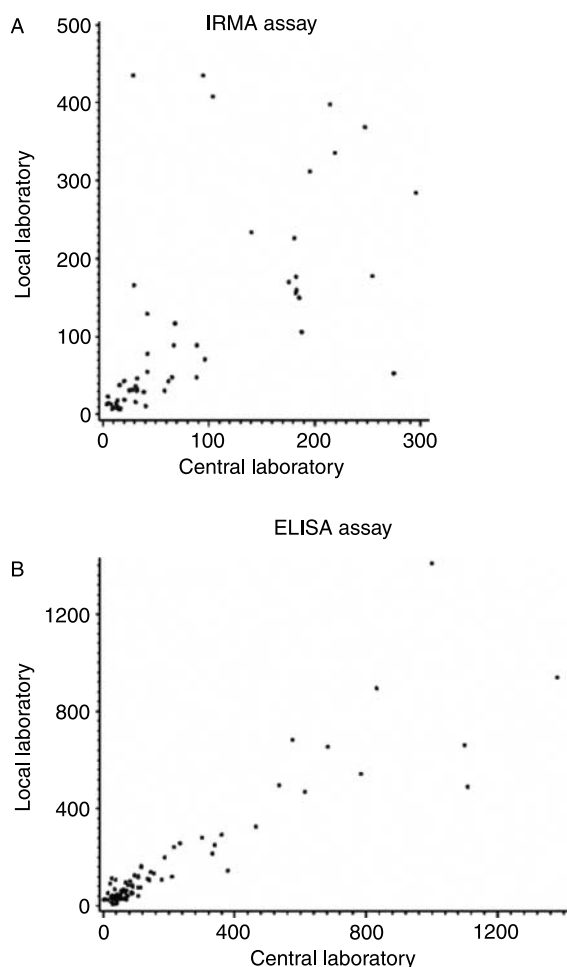 A
IRMA assay
500
400
300
200
100
0
Local laboratory
0 100 200 300
Central laboratory
ELISA assay
B
1200
800
400
0
Local laboratory
0 400 800 1200
Central laboratory